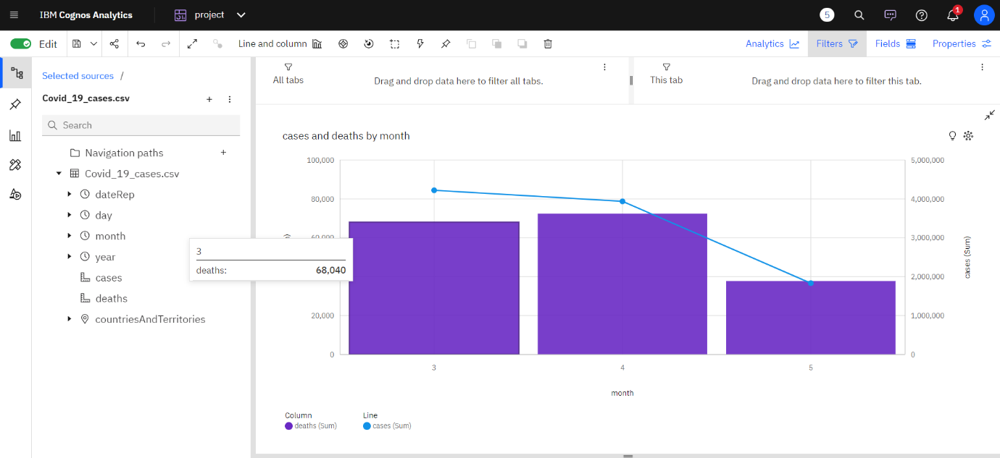 IBM Cognos Analytics
project
5
1
Edit
Line and column
Analytics
Filters
Fields
Properties
Selected sources /
Covid_19_cases.csv
Search
Navigation paths
Covid_19_cases.csv
dateRep
day
month
year
cases
deaths
countriesAndTerritories
All tabs
Drag and drop data here to filter all tabs.
This tab
Drag and drop data here to filter this tab.
cases and deaths by month
100,000
80,000
60,000
20,000
0
5,000,000
4,000,000
3,000,000
2,000,000
1,000,000
0
cases (Sum)
3
deaths: 68,040
3
4
5
month
Column
deaths (Sum)
Line
cases (Sum)